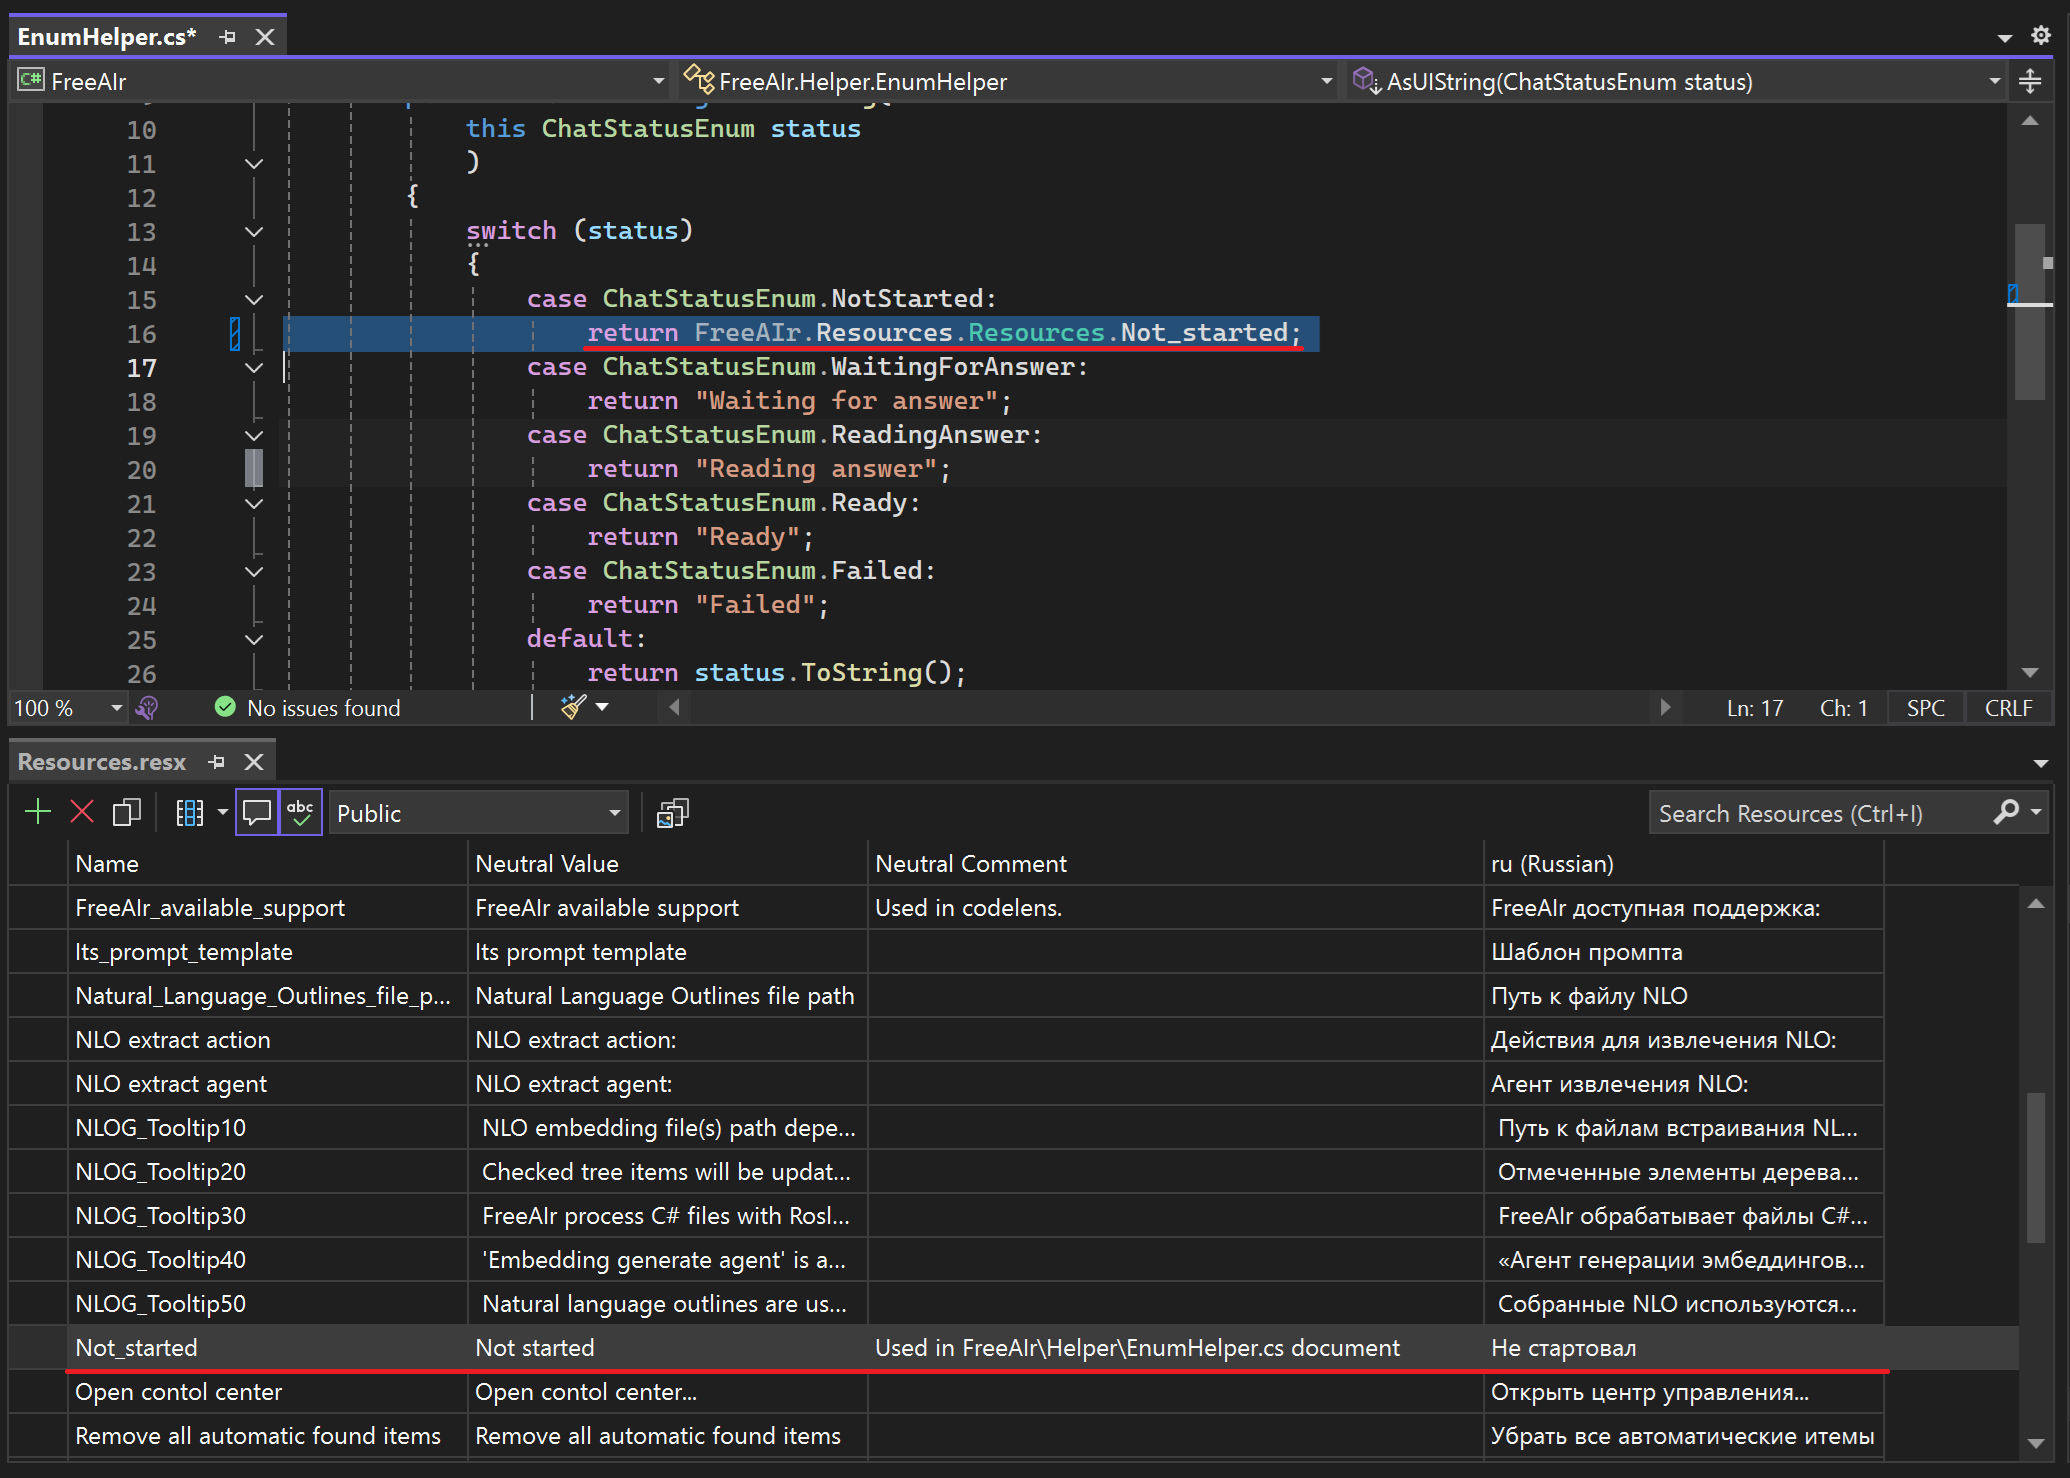 EnumHelper.cs*
C# FreeAIr FreeAIr.Helper.EnumHelper AsUIString(ChatStatusEnum status)
10 this ChatStatusEnum status
11 )
12 {
13 switch (status)
14 {
15 case ChatStatusEnum.NotStarted:
16 return FreeAIr.Resources.Resources.Not_started;
17 case ChatStatusEnum.WaitingForAnswer:
18 return "Waiting for answer";
19 case ChatStatusEnum.ReadingAnswer:
20 return "Reading answer";
21 case ChatStatusEnum.Ready:
22 return "Ready";
23 case ChatStatusEnum.Failed:
24 return "Failed";
25 default:
26 return status.ToString();
100 % No issues found Ln: 17 Ch: 1 SPC CRLF
Resources.resx
abc Public Search Resources (Ctrl+I)
Name Neutral Value Neutral Comment ru (Russian)
FreeAIr_available_support FreeAIr available support Used in codelens. FreeAIr доступная поддержка:
Its_prompt_template Its prompt template Шаблон промпта
Natural_Language_Outlines_file_p... Natural Language Outlines file path Путь к файлу NLO
NLO extract action NLO extract action: Действия для извлечения NLO:
NLO extract agent NLO extract agent: Агент извлечения NLO:
NLOG_Tooltip10 NLO embedding file(s) path depe... Путь к файлам встраивания NL...
NLOG_Tooltip20 Checked tree items will be updat... Отмеченные элементы дерева...
NLOG_Tooltip30 FreeAIr process C# files with Rosl... FreeAIr обрабатывает файлы C#...
NLOG_Tooltip40 'Embedding generate agent' is a... «Агент генерации эмбеддингов...
NLOG_Tooltip50 Natural language outlines are us... Собранные NLO используются...
Not_started Not started Used in FreeAIr\Helper\EnumHelper.cs document Не стартовал
Open contol center Open contol center... Открыть центр управления...
Remove all automatic found items Remove all automatic found items Убрать все автоматические итемы